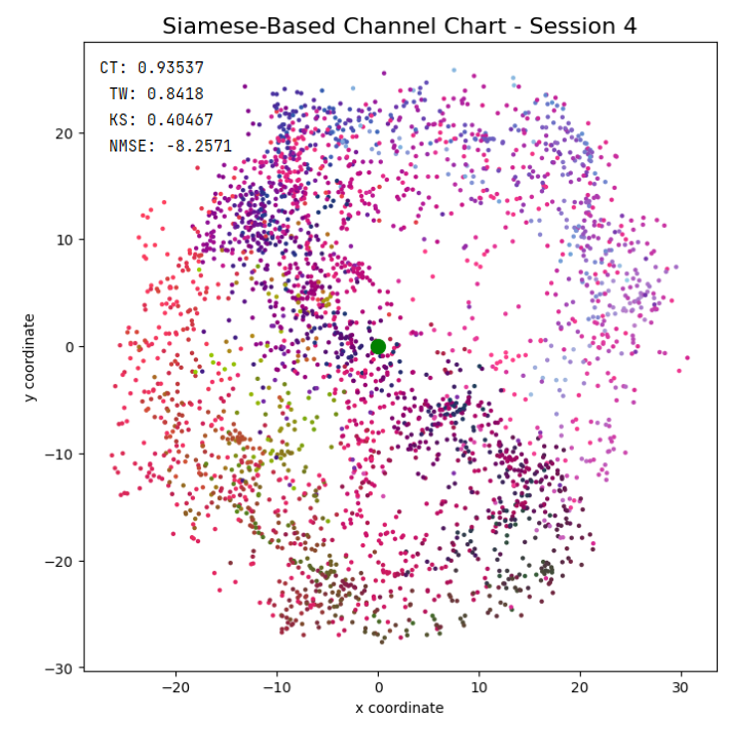 Siamese-Based Channel Chart - Session 4
CT: 0.93537
TW: 0.8418
KS: 0.40467
NMSE: -8.2571
y coordinate
20
10
0
−10
−20
−30
−20
−10
0
10
20
30
x coordinate